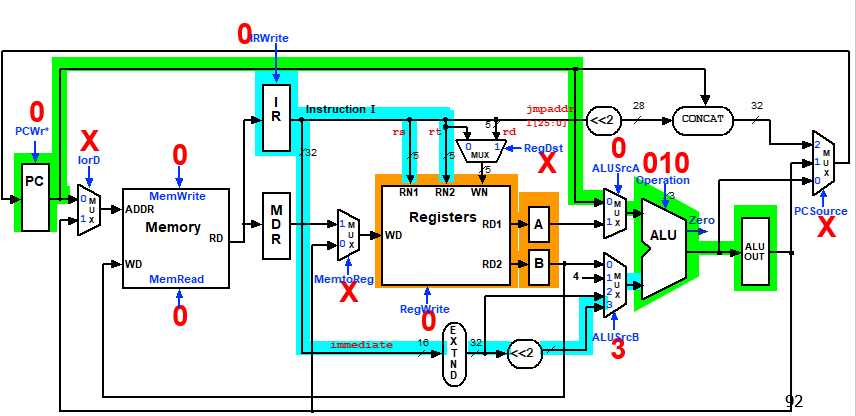 0
IRWrite
I
R
Instruction I
32
jmpaddr
I[25:0]
rs
rt
rd
5
5
5
5
<<2
28
CONCAT
32
0
PCWr*
PC
X
IorD
0
M
U
X
1
0
MemWrite
ADDR
Memory
RD
WD
MemRead
0
M
D
R
1
M
U
X
0
MemtoReg
X
0
1
MUX
RegDst
X
RN1
RN2
WN
Registers
WD
RD1
RD2
RegWrite
0
A
B
0
ALUSrcA
0
M
U
X
1
4
0
1
2
3
M
U
X
ALUSrcB
3
010
Operation
3
ALU
Zero
ALU
OUT
2
1
0
M
U
X
PCSource
X
immediate
16
E
X
T
N
D
32
<<2
92